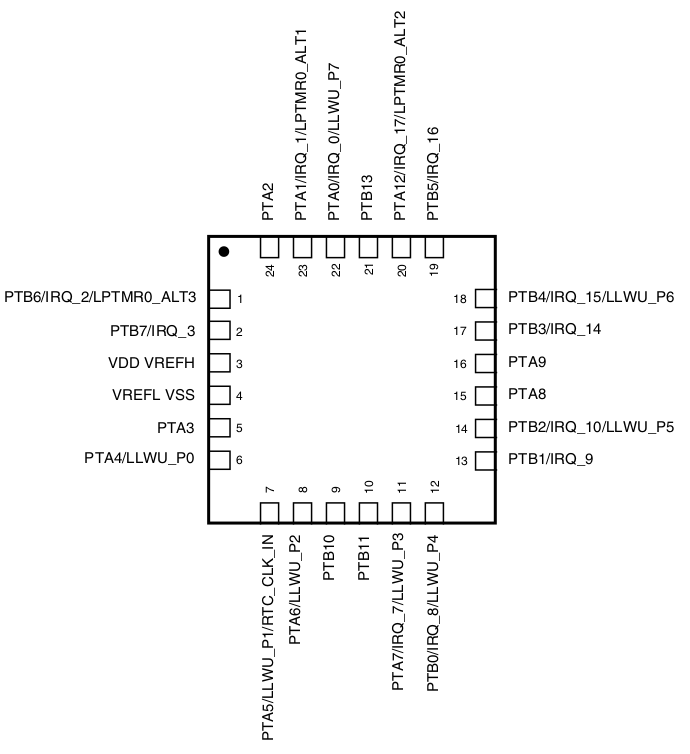 PTA2
PTA1/IRQ_1/LPTMR0_ALT1
PTA0/IRQ_0/LLWU_P7
PTB13
PTA12/IRQ_17/LPTMR0_ALT2
PTB5/IRQ_16
24
23
22
21
20
19
PTB6/IRQ_2/LPTMR0_ALT3 1
PTB7/IRQ_3 2
VDD VREFH 3
VREFL VSS 4
PTA3 5
PTA4/LLWU_P0 6
18 PTB4/IRQ_15/LLWU_P6
17 PTB3/IRQ_14
16 PTA9
15 PTA8
14 PTB2/IRQ_10/LLWU_P5
13 PTB1/IRQ_9
7
8
9
10
11
12
PTA5/LLWU_P1/RTC_CLK_IN
PTA6/LLWU_P2
PTB10
PTB11
PTA7/IRQ_7/LLWU_P3
PTB0/IRQ_8/LLWU_P4